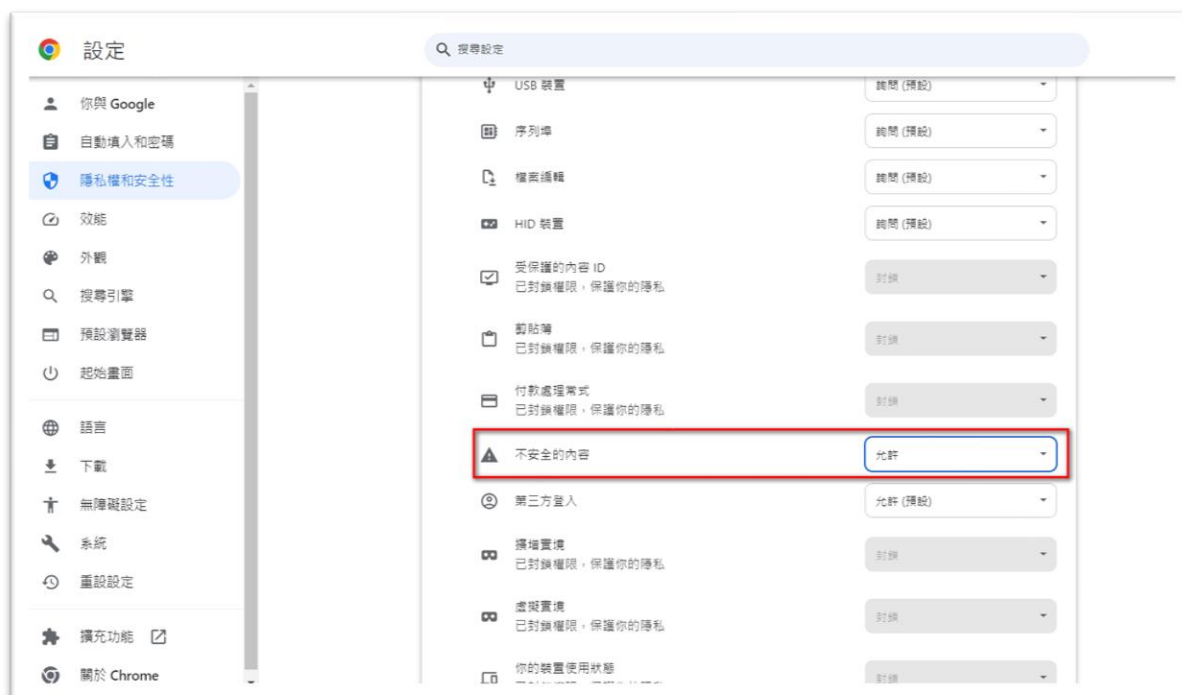 設定
搜尋設定
你與 Google
自動填入和密碼
隱私權和安全性
效能
外觀
搜尋引擎
預設瀏覽器
起始畫面
語言
下載
無障礙設定
系統
重設設定
擴充功能
關於 Chrome
USB 裝置
詢問 (預設)
序列埠
詢問 (預設)
檔案編輯
詢問 (預設)
HID 裝置
詢問 (預設)
受保護的內容 ID
已封鎖權限，保護你的隱私
封鎖
剪貼簿
已封鎖權限，保護你的隱私
封鎖
付款處理常式
已封鎖權限，保護你的隱私
封鎖
不安全的內容
允許
第三方登入
允許 (預設)
擴增實境
已封鎖權限，保護你的隱私
封鎖
虛擬實境
已封鎖權限，保護你的隱私
封鎖
你的裝置使用狀態
封鎖